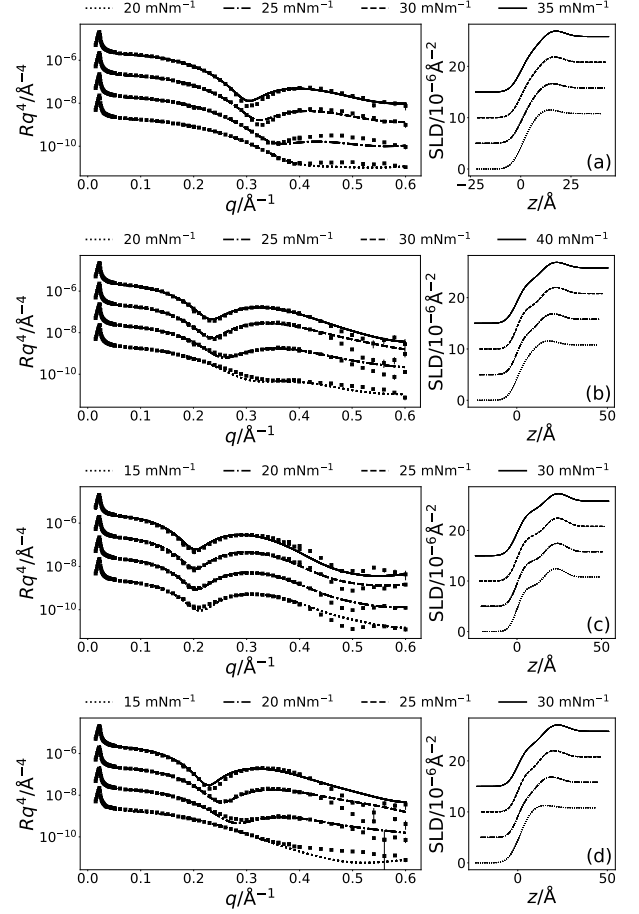 20 mNm⁻¹ 25 mNm⁻¹ 30 mNm⁻¹ 35 mNm⁻¹
Rq⁴/Å⁻⁴
10⁻⁶
10⁻⁸
10⁻¹⁰
0.0 0.1 0.2 0.3 0.4 0.5 0.6
q/Å⁻¹
SLD/10⁻⁶Å⁻²
20
10
0
−25 0 25
z/Å
(a)
20 mNm⁻¹ 25 mNm⁻¹ 30 mNm⁻¹ 40 mNm⁻¹
Rq⁴/Å⁻⁴
10⁻⁶
10⁻⁸
10⁻¹⁰
0.0 0.1 0.2 0.3 0.4 0.5 0.6
q/Å⁻¹
SLD/10⁻⁶Å⁻²
20
10
0
0 25 50
z/Å
(b)
15 mNm⁻¹ 20 mNm⁻¹ 25 mNm⁻¹ 30 mNm⁻¹
Rq⁴/Å⁻⁴
10⁻⁶
10⁻⁸
10⁻¹⁰
0.0 0.1 0.2 0.3 0.4 0.5 0.6
q/Å⁻¹
SLD/10⁻⁶Å⁻²
20
10
0
0 25 50
z/Å
(c)
15 mNm⁻¹ 20 mNm⁻¹ 25 mNm⁻¹ 30 mNm⁻¹
Rq⁴/Å⁻⁴
10⁻⁶
10⁻⁸
10⁻¹⁰
0.0 0.1 0.2 0.3 0.4 0.5 0.6
q/Å⁻¹
SLD/10⁻⁶Å⁻²
20
10
0
0 25 50
z/Å
(d)